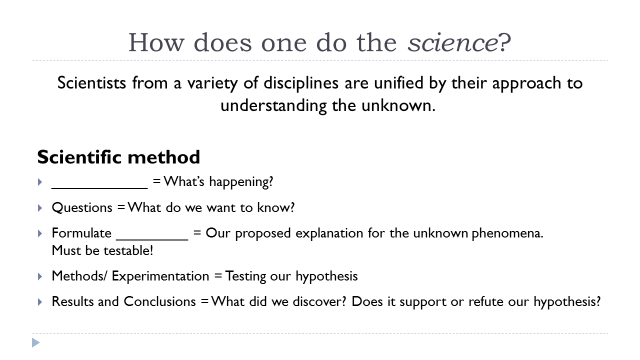 How does one do the science?
Scientists from a variety of disciplines are unified by their approach to
understanding the unknown.
Scientific method
_____________ = What's happening?
Questions = What do we want to know?
Formulate __________ = Our proposed explanation for the unknown phenomena.
Must be testable!
Methods/ Experimentation = Testing our hypothesis
Results and Conclusions = What did we discover? Does it support or refute our hypothesis?